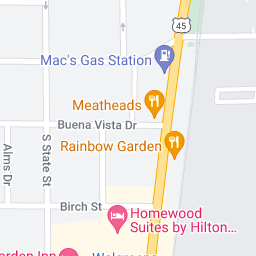 45
Mac's Gas Station
Meatheads
Buena Vista Dr
Rainbow Garden
Alms Dr
S State St
Birch St
Homewood
Suites by Hilton...
Walgreens